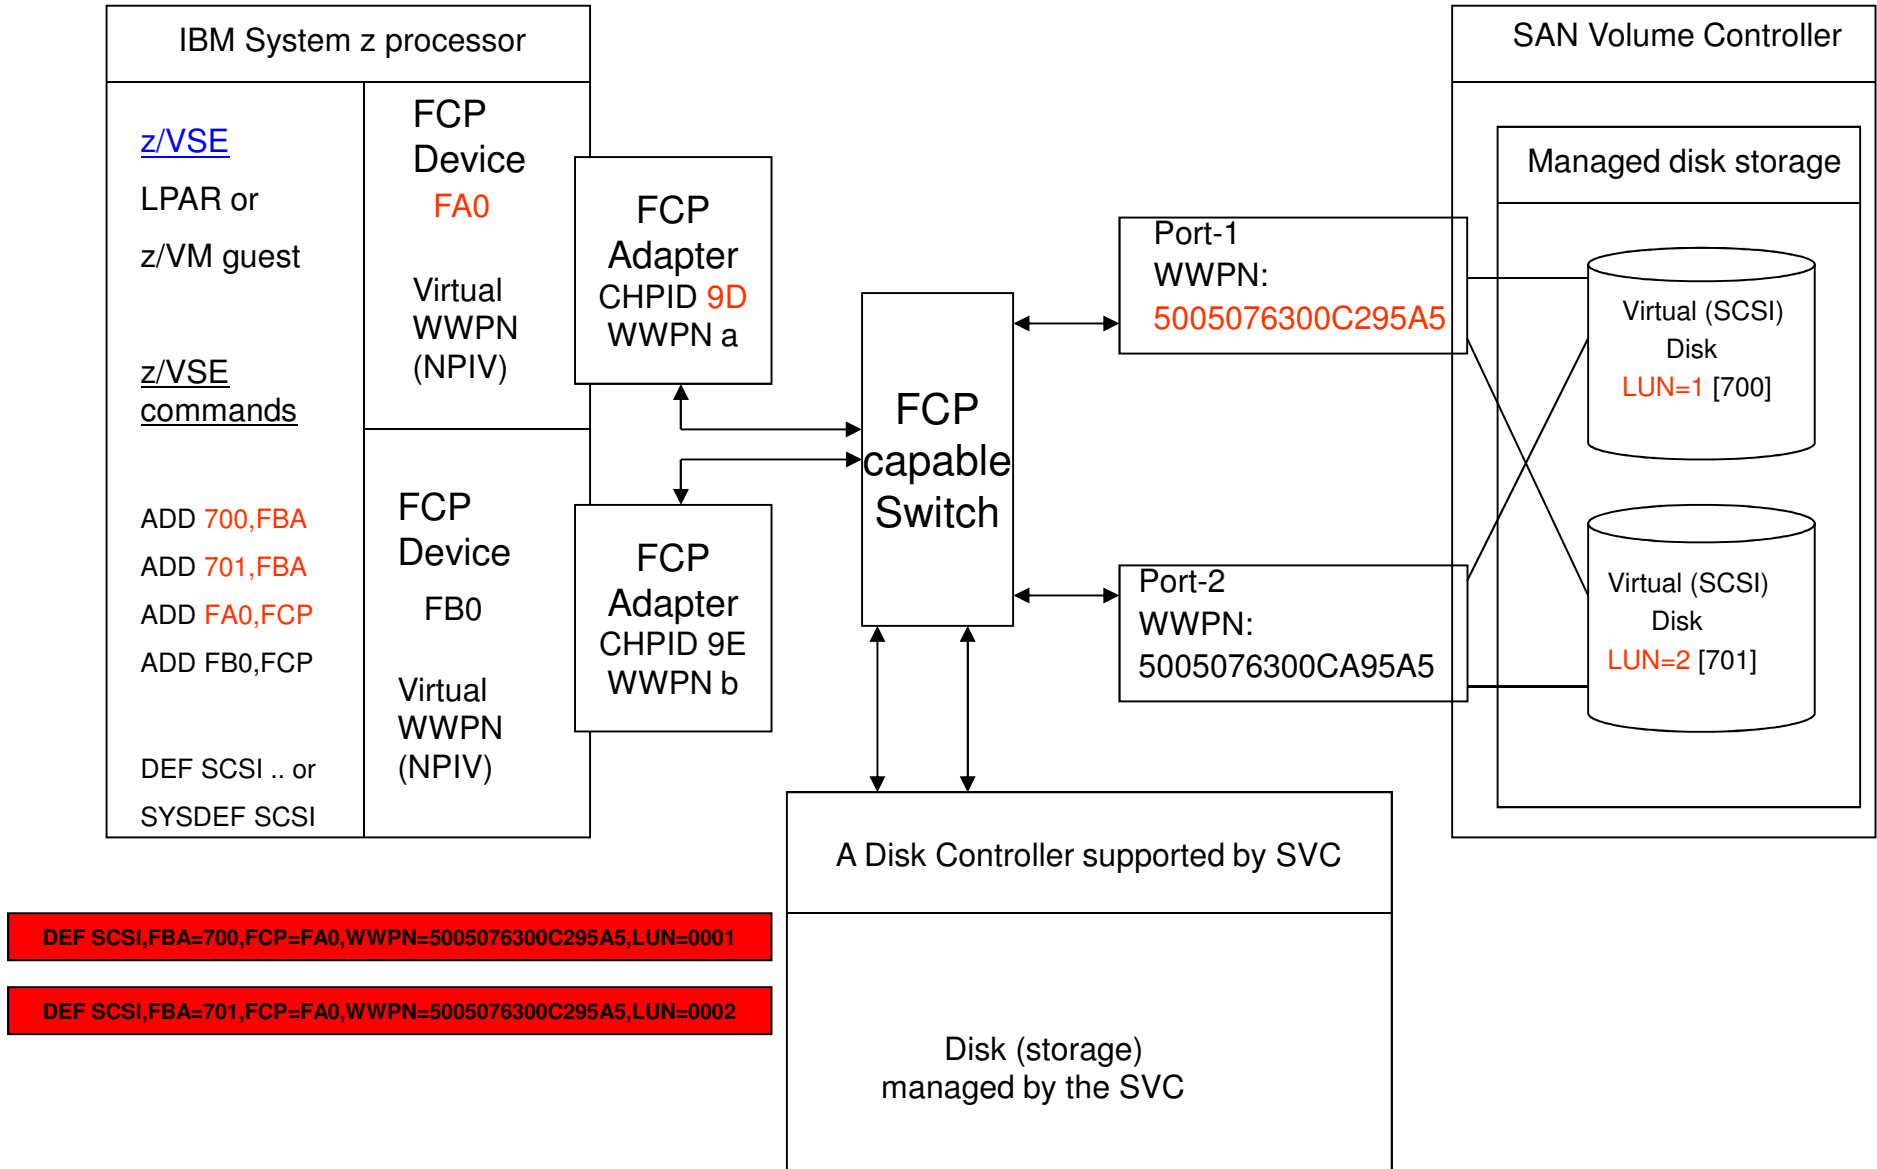 IBM System z processor
z/VSE
LPAR or
z/VM guest
z/VSE
commands
ADD 700,FBA
ADD 701,FBA
ADD FA0,FCP
ADD FB0,FCP
DEF SCSI .. or
SYSDEF SCSI
FCP
Device
FA0
Virtual
WWPN
(NPIV)
FCP
Device
FB0
Virtual
WWPN
(NPIV)
FCP
Adapter
CHPID 9D
WWPN a
FCP
Adapter
CHPID 9E
WWPN b
FCP
capable
Switch
Port-1
WWPN:
5005076300C295A5
Port-2
WWPN:
5005076300CA95A5
SAN Volume Controller
Managed disk storage
Virtual (SCSI)
Disk
LUN=1 [700]
Virtual (SCSI)
Disk
LUN=2 [701]
A Disk Controller supported by SVC
Disk (storage)
managed by the SVC
DEF SCSI,FBA=700,FCP=FA0,WWPN=5005076300C295A5,LUN=0001
DEF SCSI,FBA=701,FCP=FA0,WWPN=5005076300C295A5,LUN=0002